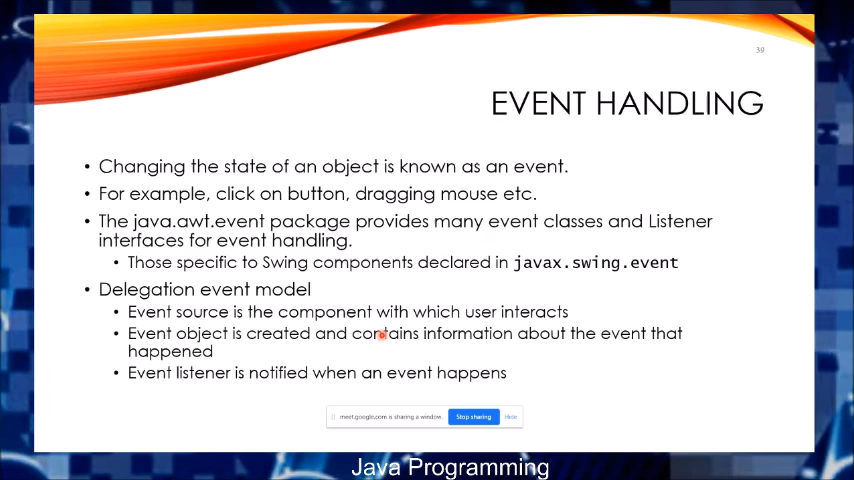 39
EVENT HANDLING
• Changing the state of an object is known as an event.
• For example, click on button, dragging mouse etc.
• The java.awt.event package provides many event classes and Listener
interfaces for event handling.
• Those specific to Swing components declared in javax.swing.event
• Delegation event model
• Event source is the component with which user interacts
• Event object is created and contains information about the event that
happened
• Event listener is notified when an event happens
meet.google.com is sharing a window. Stop sharing Hide
Java Programming